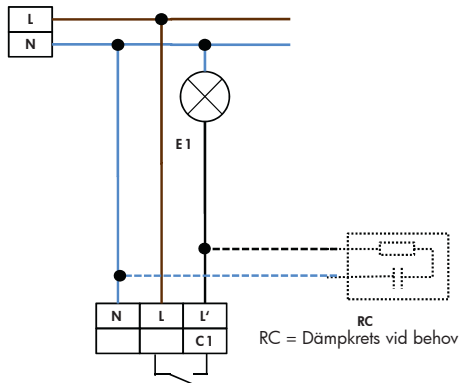 L
N
E1
N L L'
C1
RC
RC = Dämpkrets vid behov